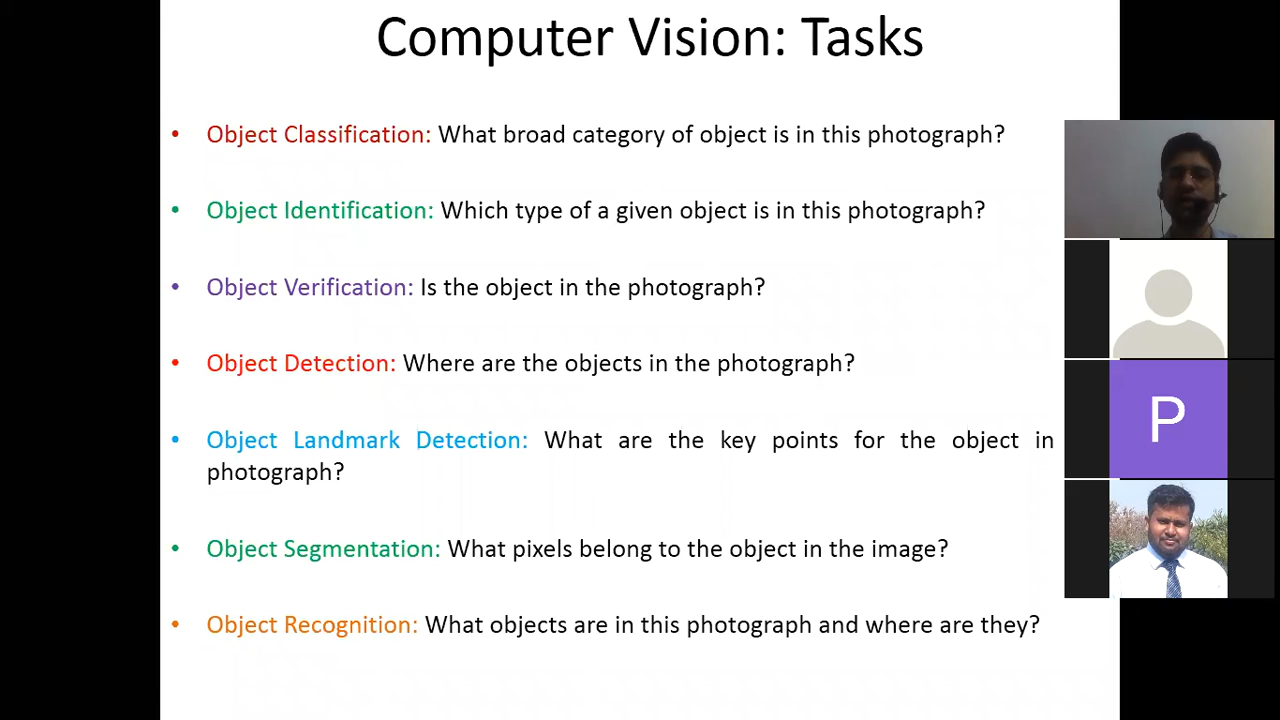 Computer Vision: Tasks
• Object Classification: What broad category of object is in this photograph?
• Object Identification: Which type of a given object is in this photograph?
• Object Verification: Is the object in the photograph?
• Object Detection: Where are the objects in the photograph?
• Object Landmark Detection: What are the key points for the object in
photograph?
• Object Segmentation: What pixels belong to the object in the image?
• Object Recognition: What objects are in this photograph and where are they?
P